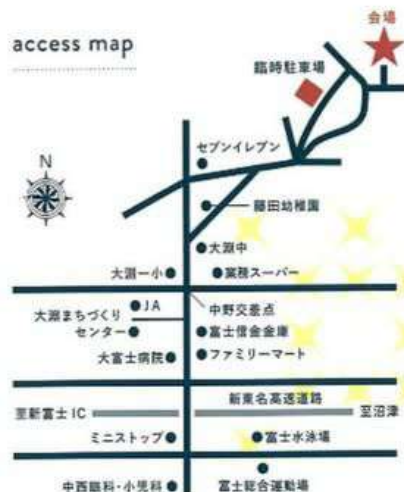 会場
access map
臨時駐車場
セブンイレブン
N
藤田幼稚園
大淵中
大淵一小
業務スーパー
JA
中野交差点
大淵まちづくり
センター
富士信金金庫
大富士病院
ファミリーマート
新東名高速道路
至新富士IC
至沼津
ミニストップ
富士水泳場
中西眼科・小児科
富士総合運動場